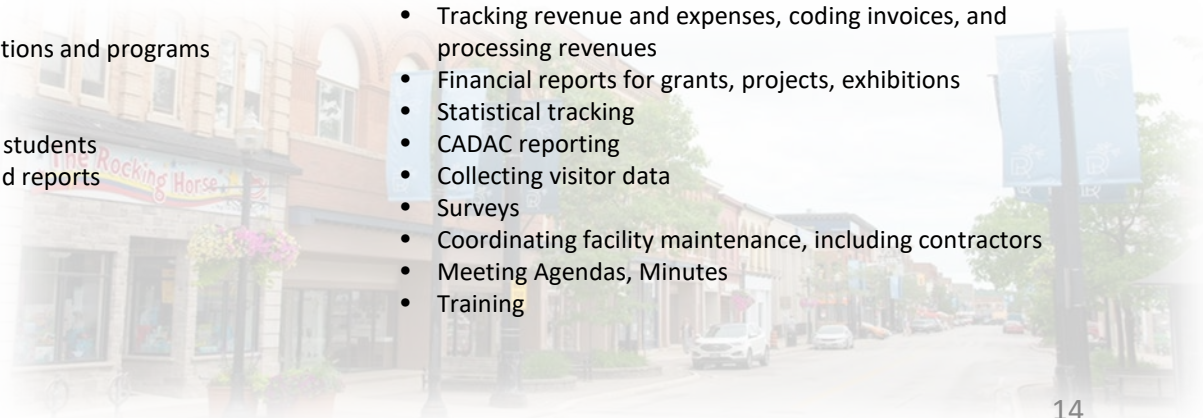 tions and programs
students
d reports
• Tracking revenue and expenses, coding invoices, and
processing revenues
• Financial reports for grants, projects, exhibitions
• Statistical tracking
• CADAC reporting
• Collecting visitor data
• Surveys
• Coordinating facility maintenance, including contractors
• Meeting Agendas, Minutes
• Training
The Rocking Horse
14